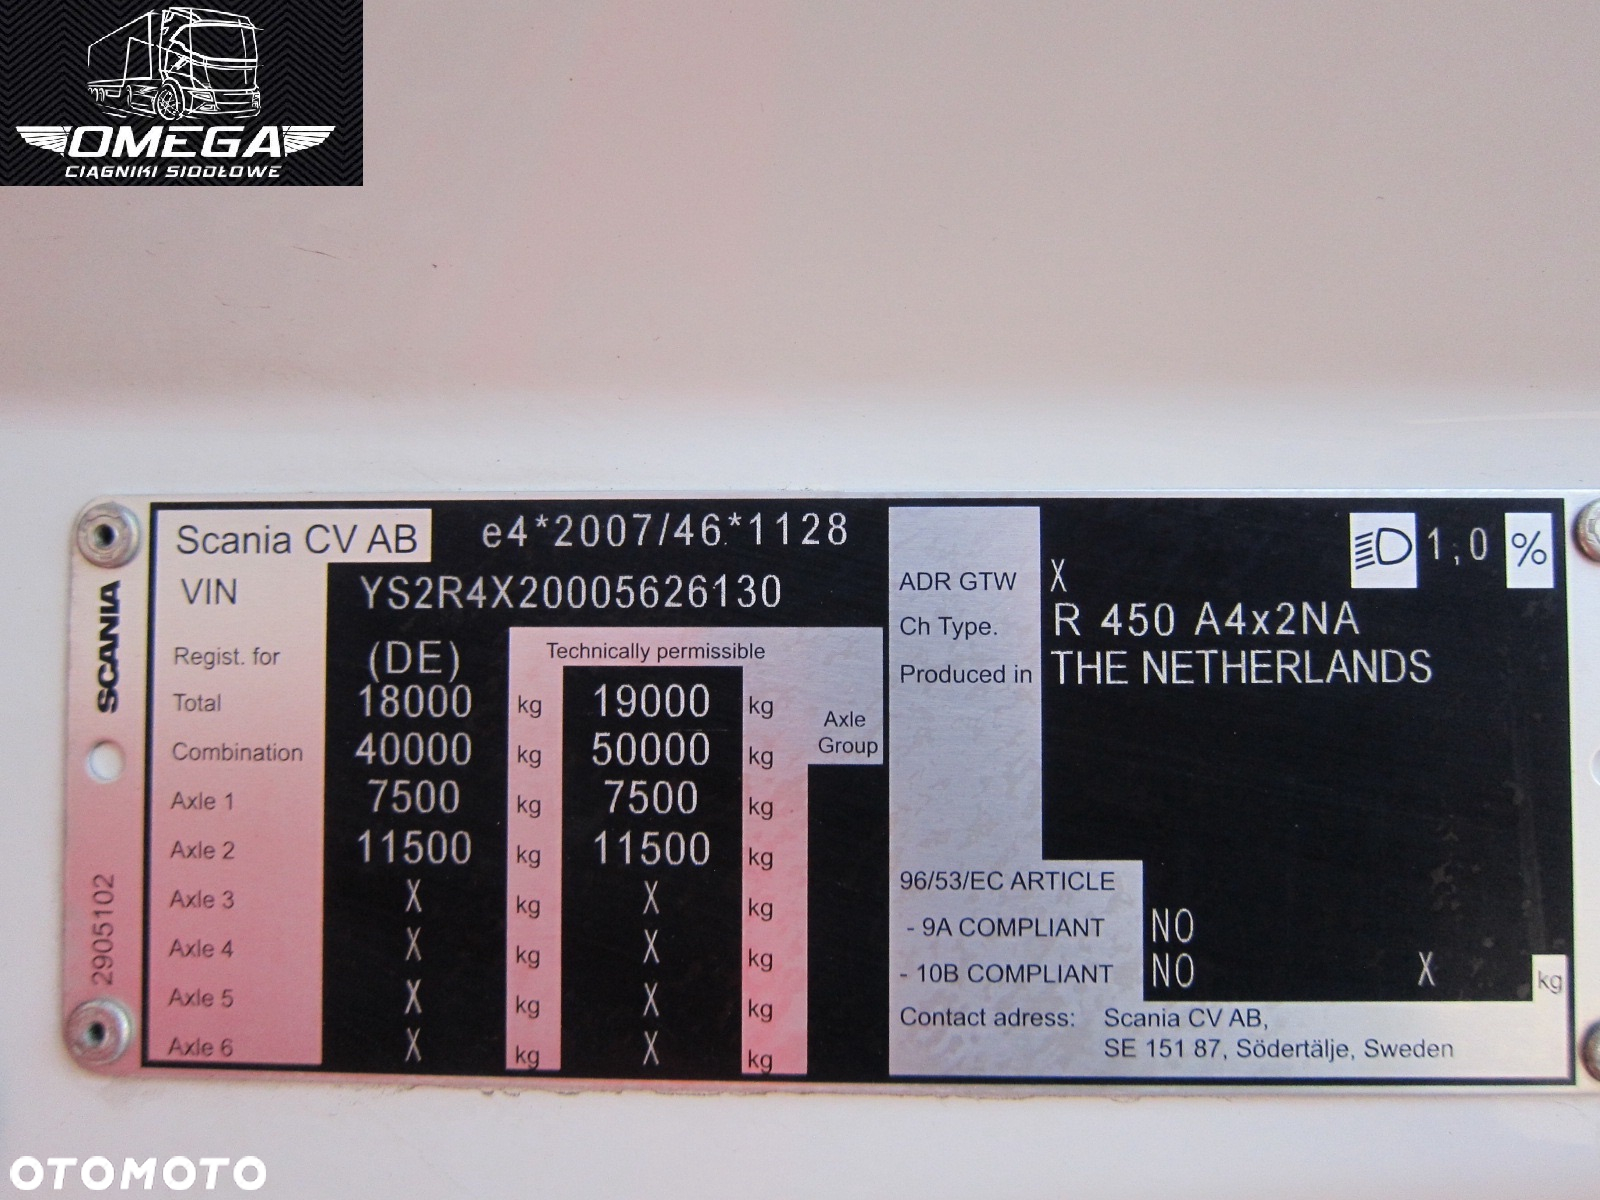 OMEGA
CIĄGNIKI SIODŁOWE
SCANIA
2905102
Scania CV AB e4*2007/46*1128
VIN YS2R4X20005626130
Regist. for (DE) Technically permissible
Total 18000 kg 19000 kg
Combination 40000 kg 50000 kg
Axle
Group
Axle 1 7500 kg 7500 kg
Axle 2 11500 kg 11500 kg
Axle 3 X kg X kg
Axle 4 X kg X kg
Axle 5 X kg X kg
Axle 6 X kg X kg
1,0 %
ADR GTW X
Ch Type. R 450 A4x2NA
Produced in THE NETHERLANDS
96/53/EC ARTICLE
- 9A COMPLIANT NO
- 10B COMPLIANT NO X kg
Contact adress: Scania CV AB,
SE 151 87, Södertälje, Sweden
OTOMOTO